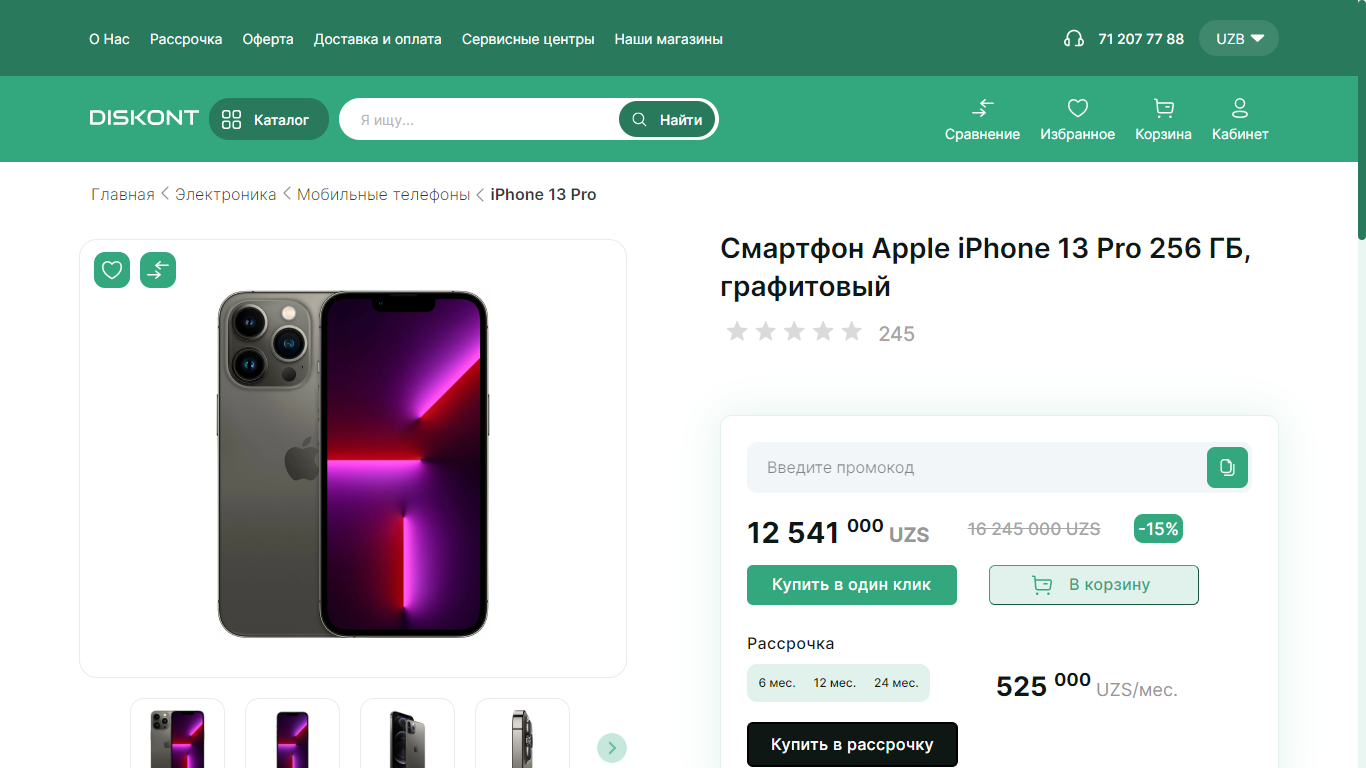 О Нас Рассрочка Оферта Доставка и оплата Сервисные центры Наши магазины 71 207 77 88 UZB
DISKONT Каталог Я ищу... Найти Сравнение Избранное Корзина Кабинет
Главная Электроника Мобильные телефоны iPhone 13 Pro
Смартфон Apple iPhone 13 Pro 256 ГБ,
графитовый
245
Введите промокод
12 541 000 UZS 16 245 000 UZS -15%
Купить в один клик В корзину
Рассрочка
6 мес. 12 мес. 24 мес. 525 000 UZS/мес.
Купить в рассрочку